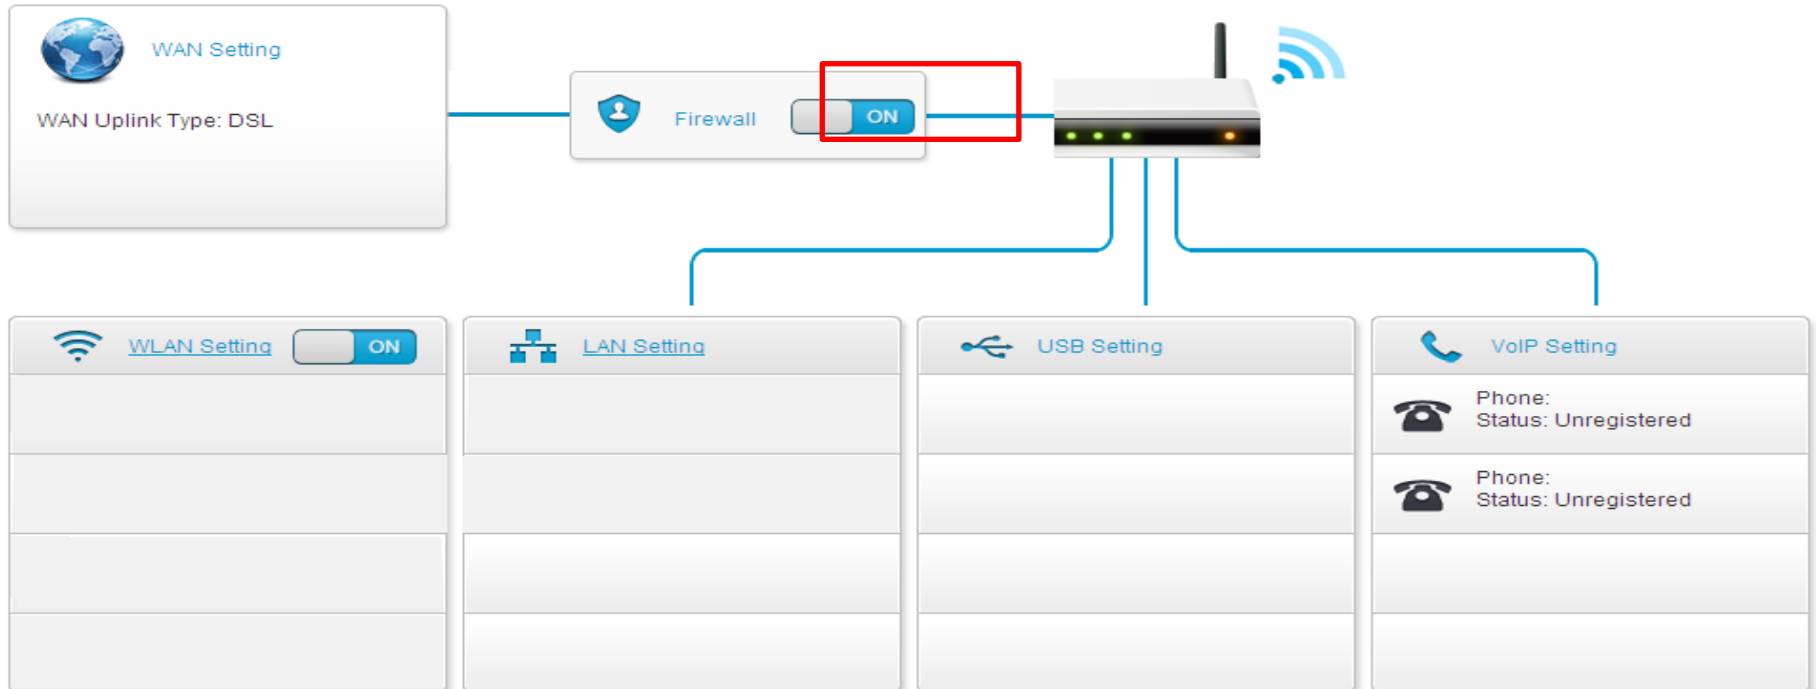 WAN Setting
WAN Uplink Type: DSL
Firewall ON
WLAN Setting ON
LAN Setting
USB Setting
VoIP Setting
Phone:
Status: Unregistered
Phone:
Status: Unregistered